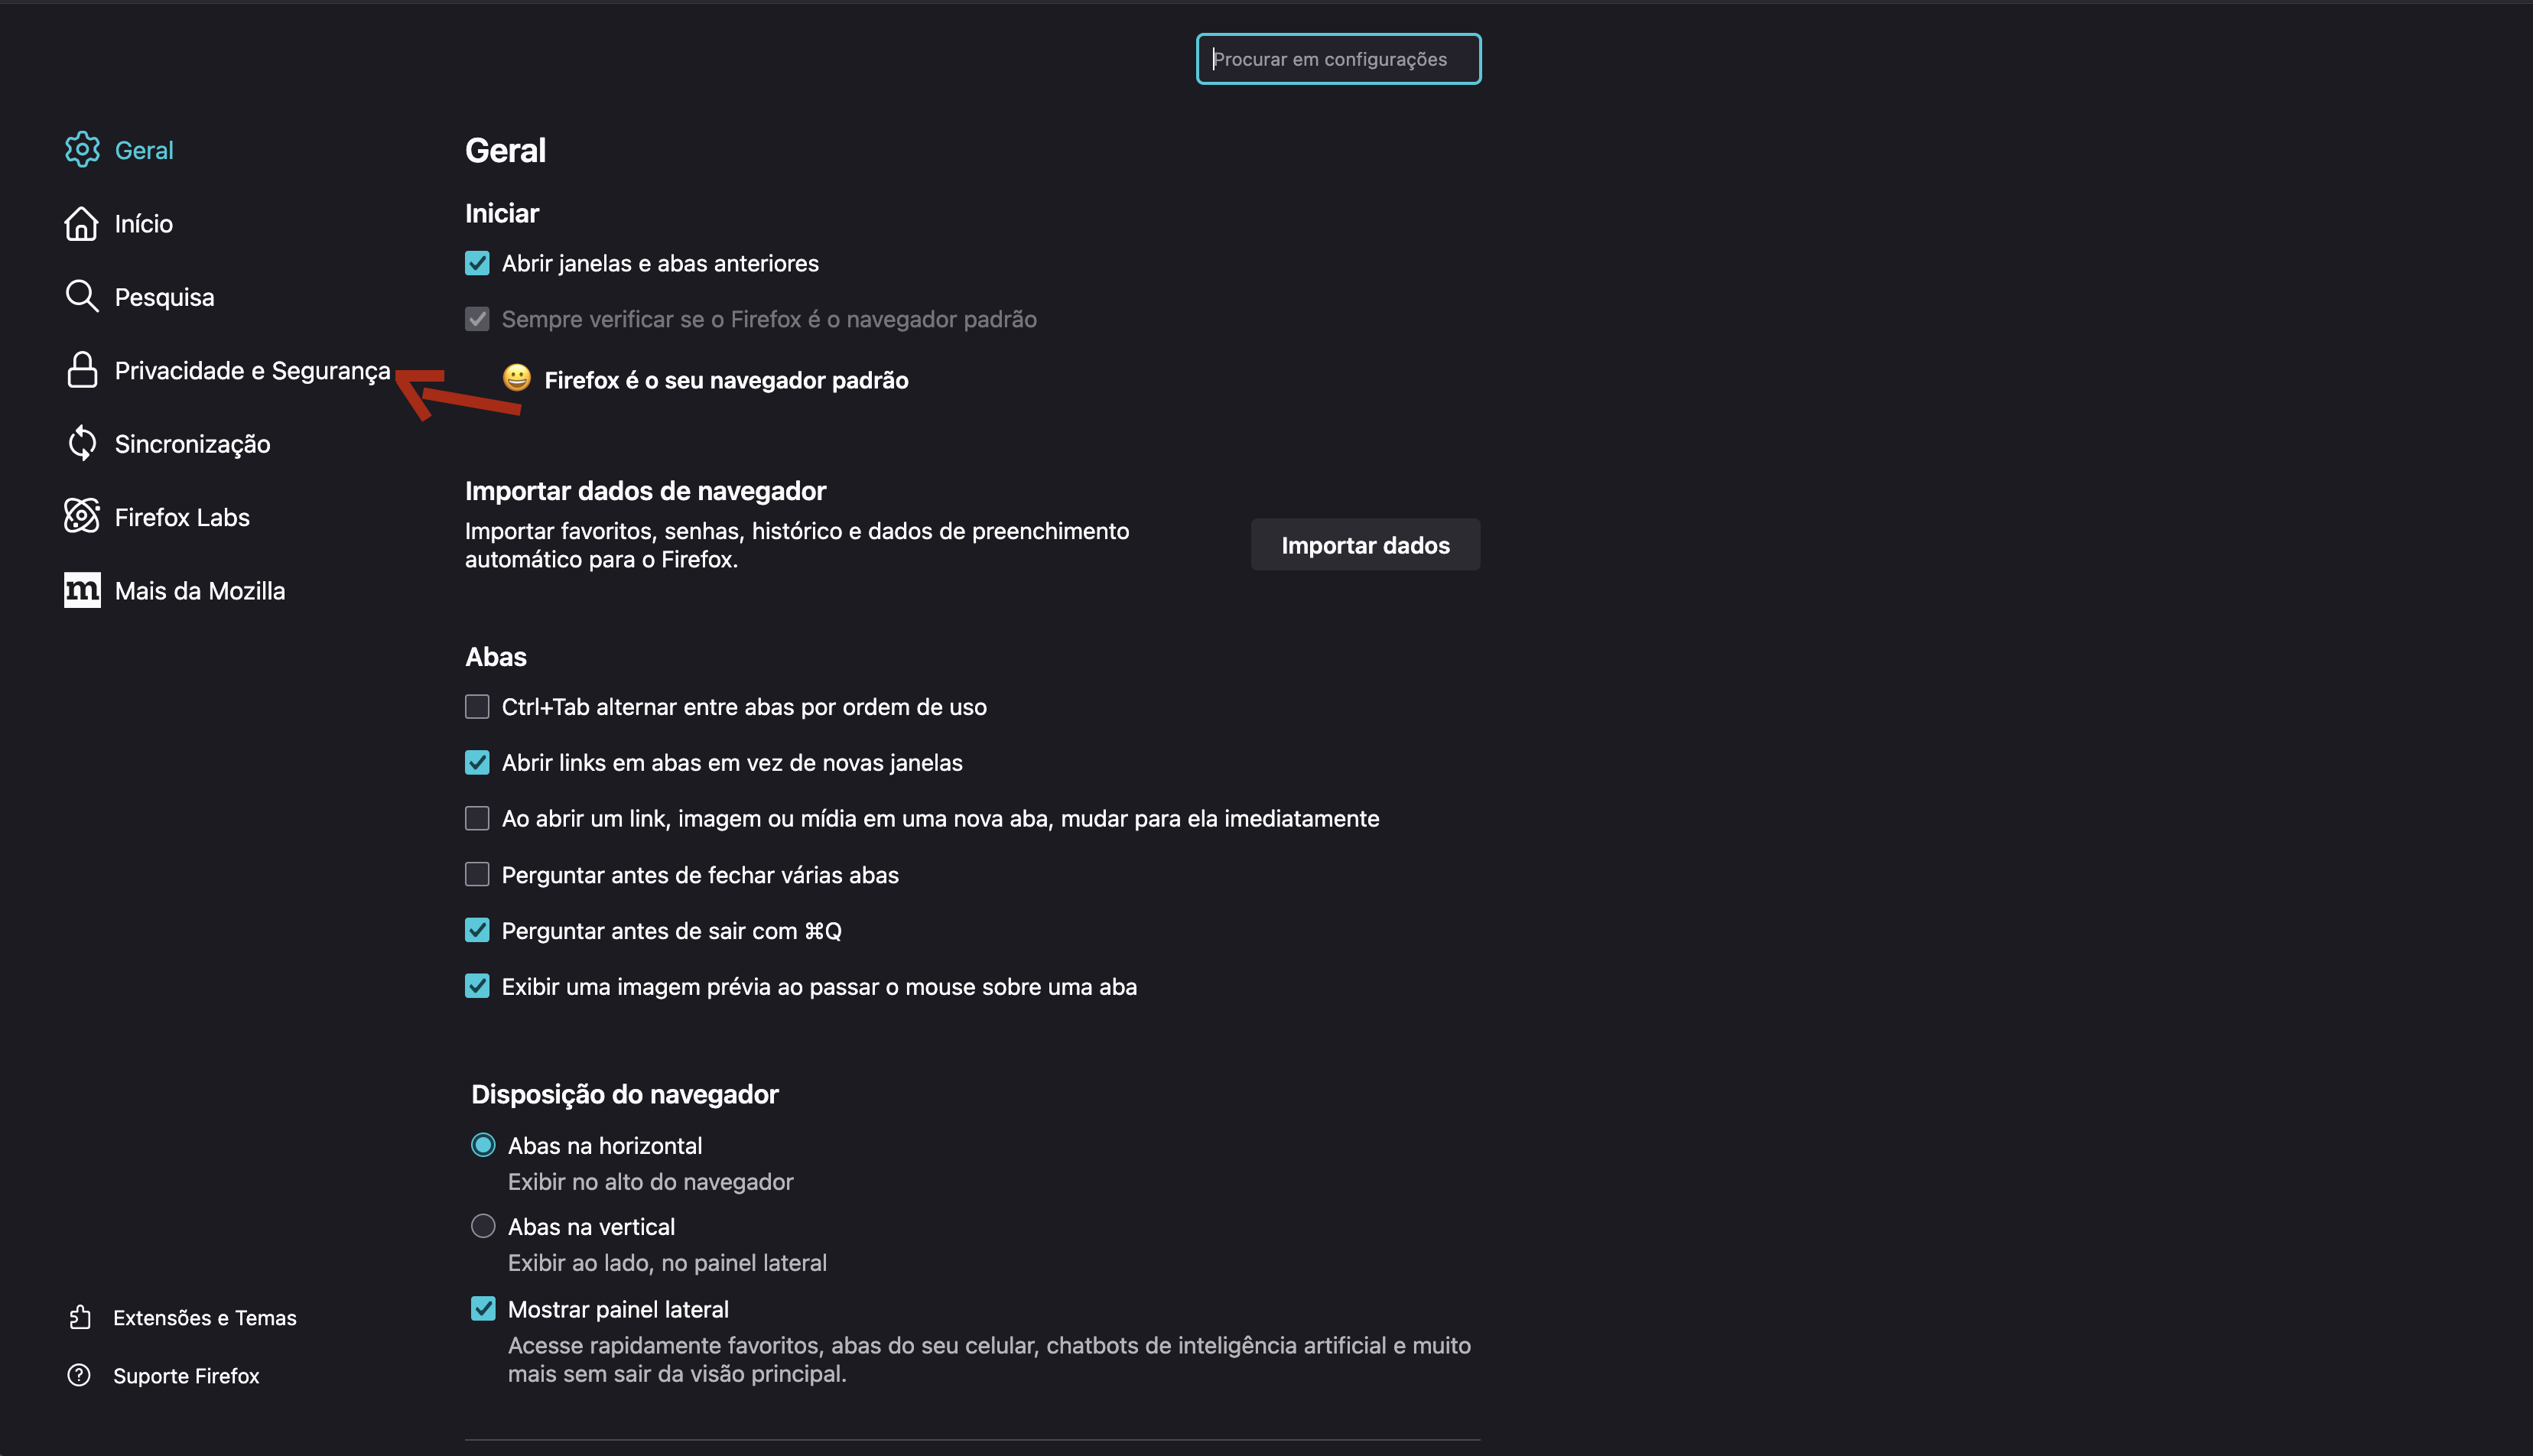 Procurar em configurações
Geral
Início
Pesquisa
Privacidade e Segurança
Sincronização
Firefox Labs
m Mais da Mozilla
Extensões e Temas
Suporte Firefox
Geral
Iniciar
Abrir janelas e abas anteriores
Sempre verificar se o Firefox é o navegador padrão
Firefox é o seu navegador padrão
Importar dados de navegador
Importar favoritos, senhas, histórico e dados de preenchimento
automático para o Firefox.
Importar dados
Abas
Ctrl+Tab alternar entre abas por ordem de uso
Abrir links em abas em vez de novas janelas
Ao abrir um link, imagem ou mídia em uma nova aba, mudar para ela imediatamente
Perguntar antes de fechar várias abas
Perguntar antes de sair com ⌘Q
Exibir uma imagem prévia ao passar o mouse sobre uma aba
Disposição do navegador
Abas na horizontal
Exibir no alto do navegador
Abas na vertical
Exibir ao lado, no painel lateral
Mostrar painel lateral
Acesse rapidamente favoritos, abas do seu celular, chatbots de inteligência artificial e muito
mais sem sair da visão principal.